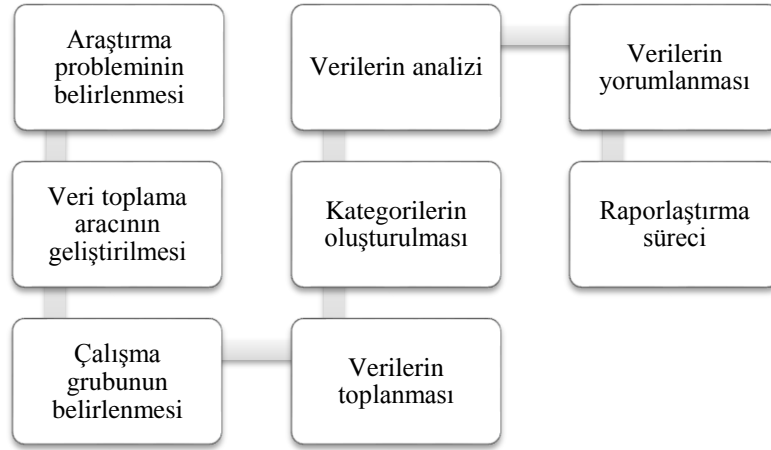 Araştırma
probleminin
belirlenmesi
Veri toplama
aracının
geliştirilmesi
Çalışma
grubunun
belirlenmesi
Verilerin
toplanması
Kategorilerin
oluşturulması
Verilerin analizi
Verilerin
yorumlanması
Raporlaştırma
süreci